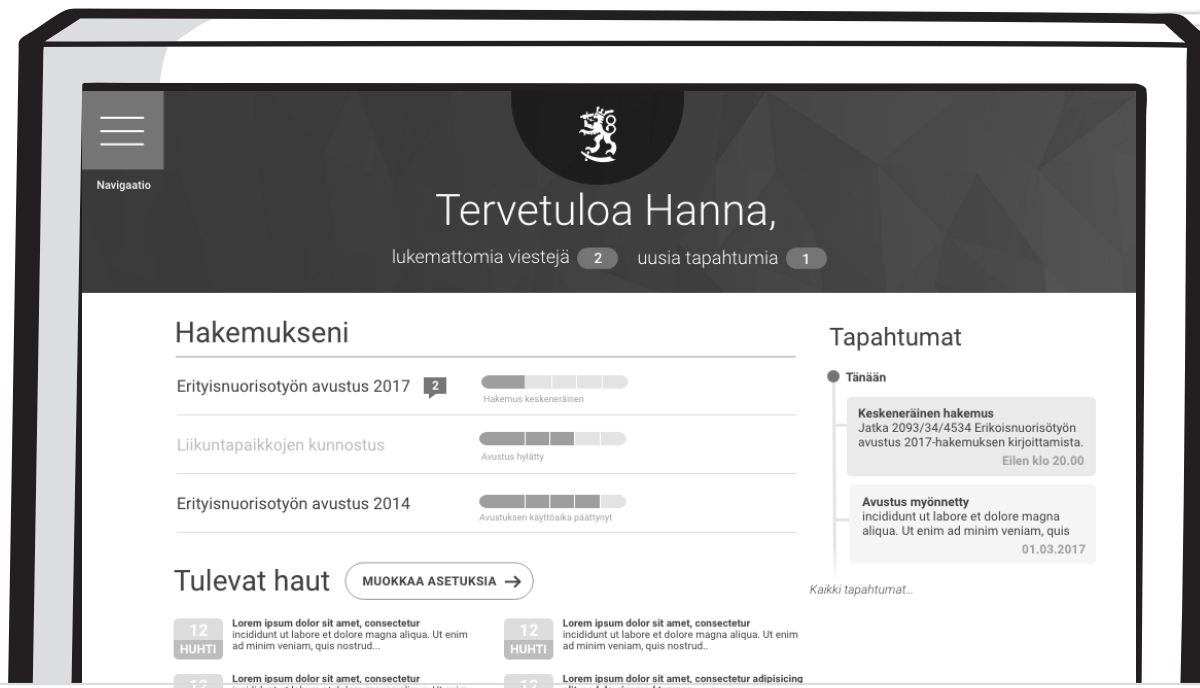 Navigaatio
Tervetuloa Hanna,
lukemattomia viestejä 2 uusia tapahtumia 1
Hakemukseni
Erityisnuorisotyön avustus 2017 2
Hakemus keskeneräinen
Liikuntapaikkojen kunnostus
Avustus hylätty
Erityisnuorisotyön avustus 2014
Avustuksen käyttöaika päättynyt
Tapahtumat
Tänään
Keskeneräinen hakemus
Jatka 2093/34/4534 Erikoisnuorisötyön
avustus 2017-hakemuksen kirjoittamista.
Eilen klo 20.00
Avustus myönnetty
incididunt ut labore et dolore magna
aliqua. Ut enim ad minim veniam, quis
01.03.2017
Kaikki tapahtumat...
Tulevat haut MUOKKAA ASETUKSIA
12
HUHTI
Lorem ipsum dolor sit amet, consectetur
incididunt ut labore et dolore magna aliqua. Ut enim
ad minim veniam, quis nostrud...
12
HUHTI
Lorem ipsum dolor sit amet, consectetur
incididunt ut labore et dolore magna aliqua. Ut enim
ad minim veniam, quis nostrud..
Lorem ipsum dolor sit amet, consectetur
Lorem ipsum dolor sit amet, consectetur adipisicing